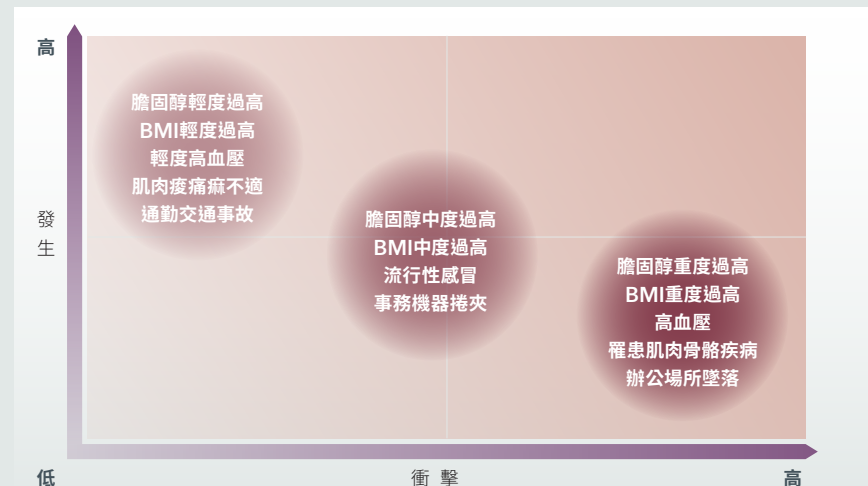 高
膽固醇輕度過高
BMI輕度過高
輕度高血壓
肌肉痠痛痲不適
通勤交通事故
發生
膽固醇中度過高
BMI中度過高
流行性感冒
事務機器捲夾
膽固醇重度過高
BMI重度過高
高血壓
罹患肌肉骨骼疾病
辦公場所墜落
低
衝擊
高